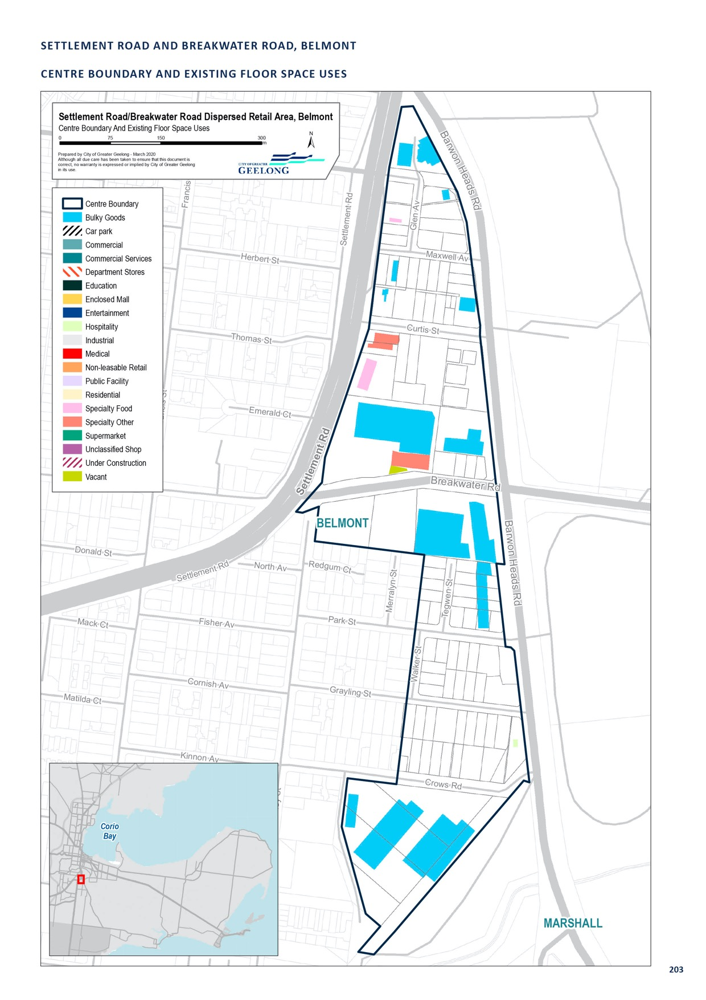 SETTLEMENT ROAD AND BREAKWATER ROAD, BELMONT
CENTRE BOUNDARY AND EXISTING FLOOR SPACE USES
Settlement Road/Breakwater Road Dispersed Retail Area, Belmont
Centre Boundary And Existing Floor Space Uses
0 75 150 300
m
N
Prepared by City of Greater Geelong - March 2020
Although all due care has been taken to ensure that this document is
correct, no warranty is expressed or implied by City of Greater Geelong
in its use.
CITY OF GREATER
GEELONG
Centre Boundary
Bulky Goods
Car park
Commercial
Commercial Services
Department Stores
Education
Enclosed Mall
Entertainment
Hospitality
Industrial
Medical
Non-leasable Retail
Public Facility
Residential
Specialty Food
Specialty Other
Supermarket
Unclassified Shop
Under Construction
Vacant
Francis
Settlement Rd
Barwon Heads Rd
Glen Av
Herbert St
Maxwell Av
Thomas St
Curtis St
Emerald Ct
Settlement Rd
Breakwater Rd
BELMONT
Donald St
Settlement Rd
North Av
Redgum Ct
Merralyn St
Tegwen St
Barwon Heads Rd
Mack Ct
Fisher Av
Park St
Walker St
Cornish Av
Grayling St
Matilda Ct
Kinnon Av
Crows Rd
Corio
Bay
MARSHALL
203